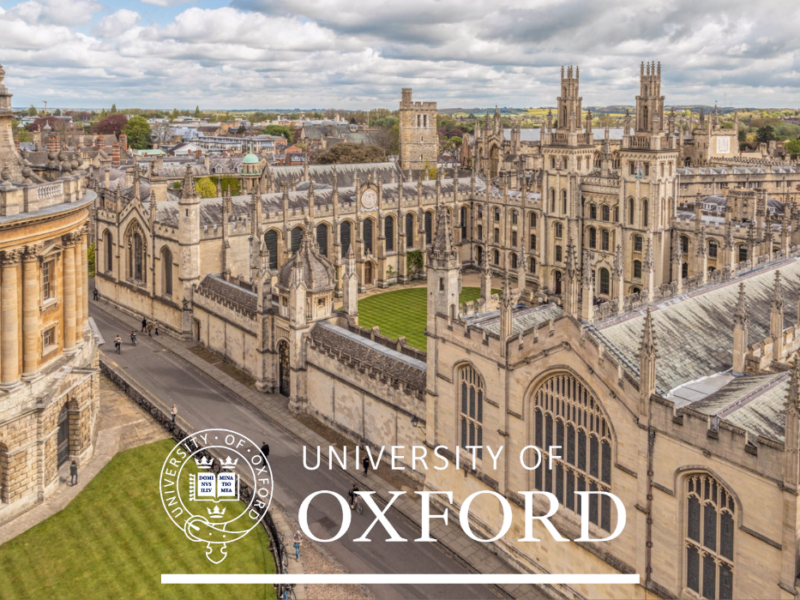 UNIVERSITY · OF · OXFORD
DOMI MINA
NVS TIO
ILLV MEA
UNIVERSITY OF
OXFORD